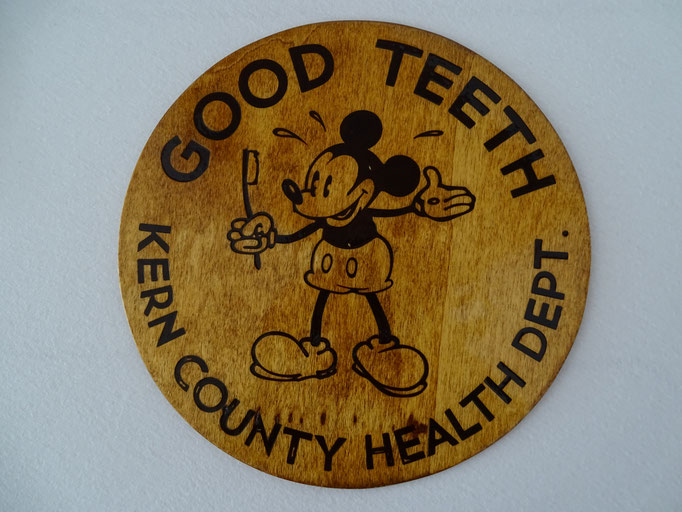 GOOD TEETH
KERN COUNTY HEALTH DEPT.